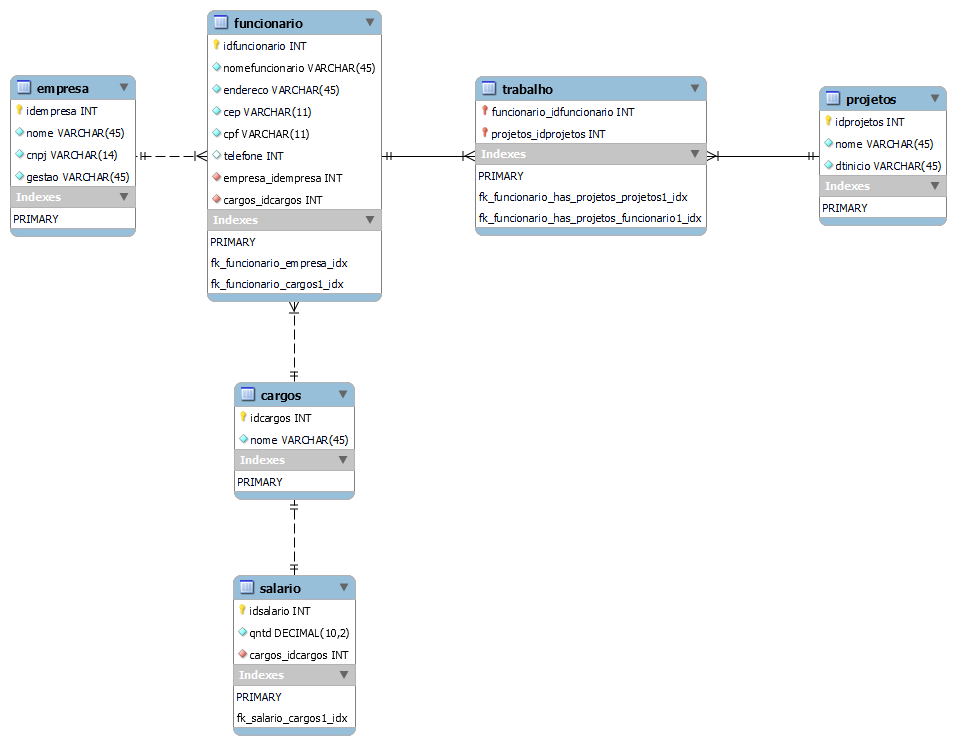 empresa
idempresa INT
nome VARCHAR(45)
cnpj VARCHAR(14)
gestao VARCHAR(45)
Indexes
PRIMARY
funcionario
idfuncionario INT
nomefuncionario VARCHAR(45)
endereco VARCHAR(45)
cep VARCHAR(11)
cpf VARCHAR(11)
telefone INT
empresa_idempresa INT
cargos_idcargos INT
Indexes
PRIMARY
fk_funcionario_empresa_idx
fk_funcionario_cargos1_idx
trabalho
funcionario_idfuncionario INT
projetos_idprojetos INT
Indexes
PRIMARY
fk_funcionario_has_projetos_projetos1_idx
fk_funcionario_has_projetos_funcionario1_idx
projetos
idprojetos INT
nome VARCHAR(45)
dtinicio VARCHAR(45)
Indexes
PRIMARY
cargos
idcargos INT
nome VARCHAR(45)
Indexes
PRIMARY
salario
idsalario INT
qntd DECIMAL(10,2)
cargos_idcargos INT
Indexes
PRIMARY
fk_salario_cargos1_idx